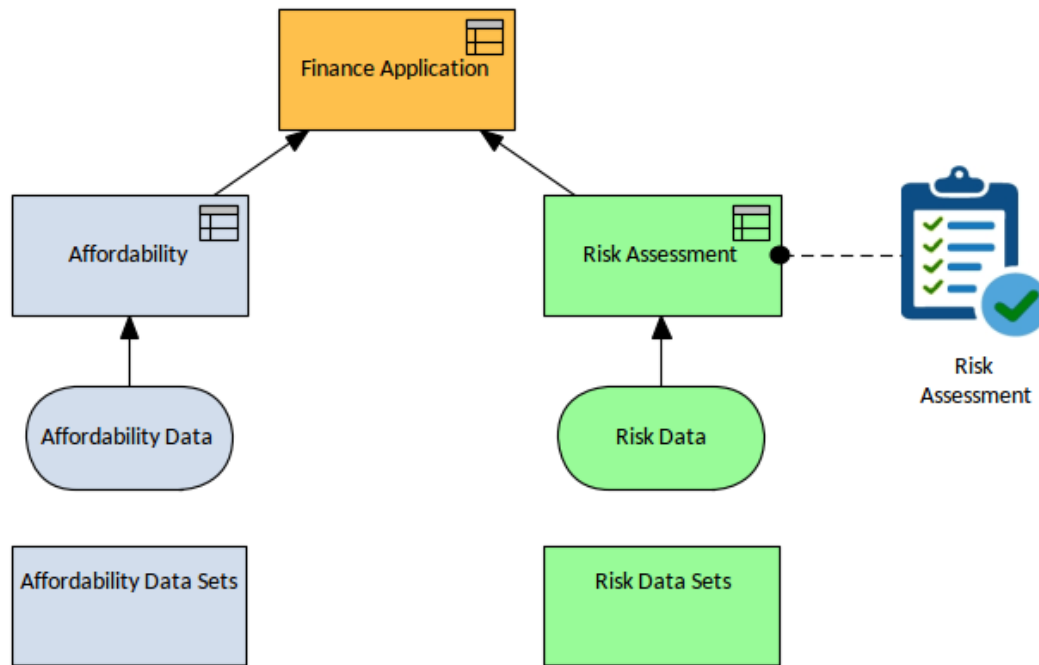 Finance Application
Affordability
Risk Assessment
Affordability Data
Risk Data
Risk
Assessment
Affordability Data Sets
Risk Data Sets